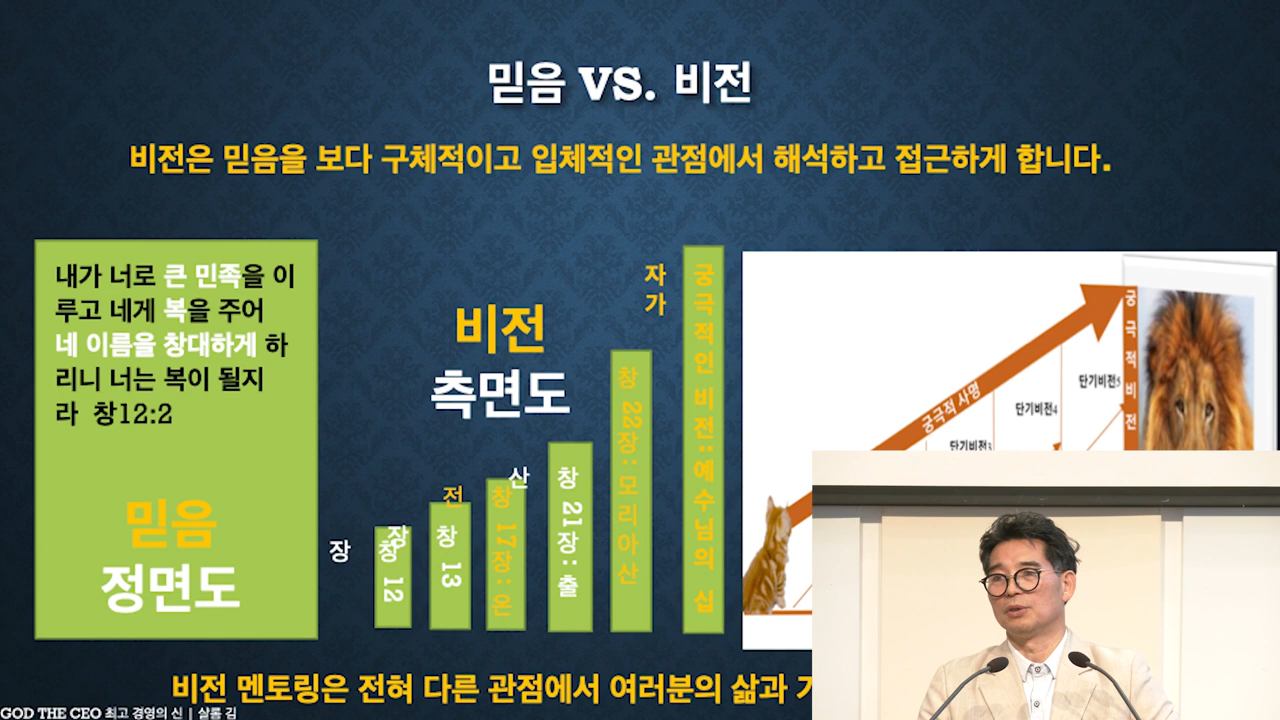 믿음 VS. 비전
비전은 믿음을 보다 구체적이고 입체적인 관점에서 해석하고 접근하게 합니다.
내가 너로 큰 민족을 이
루고 네게 복을 주어
네 이름을 창대하게 하
리니 너는 복이 될지
라 창12:2
믿음
정면도
비전
측면도
창 12
장
창 13
장
창 17장:온
전
창 21장:출
산
창 22장:모리아산
궁극적인 비전:예수님의 십
자가
궁극적 사명
단기비전3
단기비전4
단기비전5
궁극적비전
비전 멘토링은 전혀 다른 관점에서 여러분의 삶과
GOD THE CEO 최고 경영의 신 | 샬롬 김